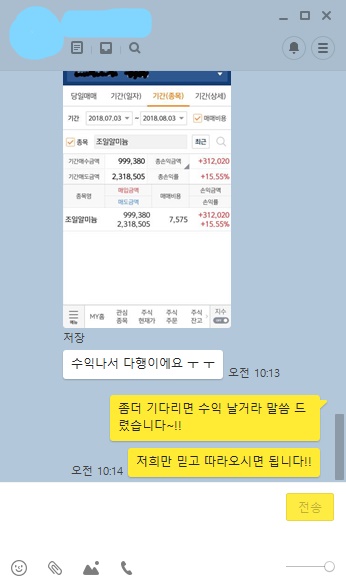 당일매매 기간(일자) 기간(종목) 기간(상세)
기간 2018.07.03 ~ 2018.08.03 매매비용
종목 조일알미늄 최근
기간매수금액 999,380 총손익금액 +312,020
기간매도금액 2,318,505 총손익률 +15.55%
종목명 매입금액 매매비용 손익금액
매도금액 손익률
조일알미늄 999,380 7,575 +312,020
2,318,505 +15.55%
메뉴 MY홈 관심종목 주식현재가 주식주문 주식잔고 지수
저장
수익나서 다행이에요 ㅜ ㅜ
오전 10:13
좀더 기다리면 수익 날거라 말씀 드
렸습니다~!!
저희만 믿고 따라오시면 됩니다!!
오전 10:14
전송